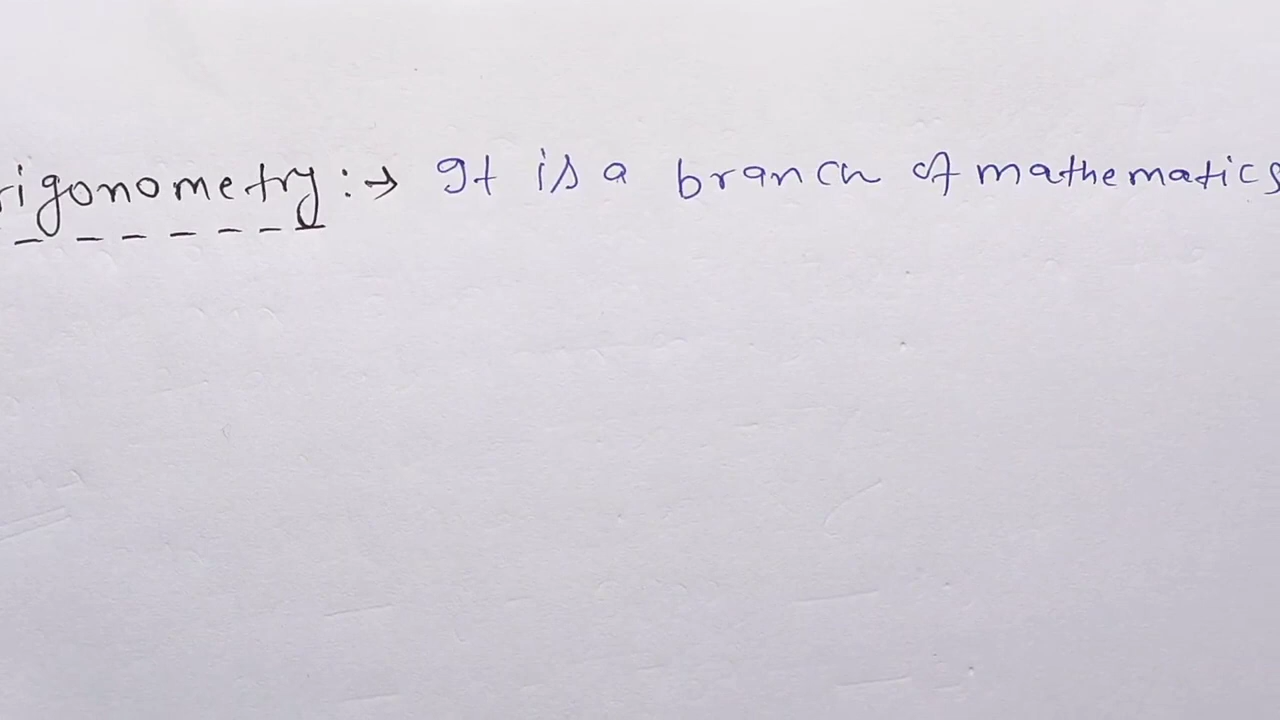 rigonometry :→ It is a branch of mathematics